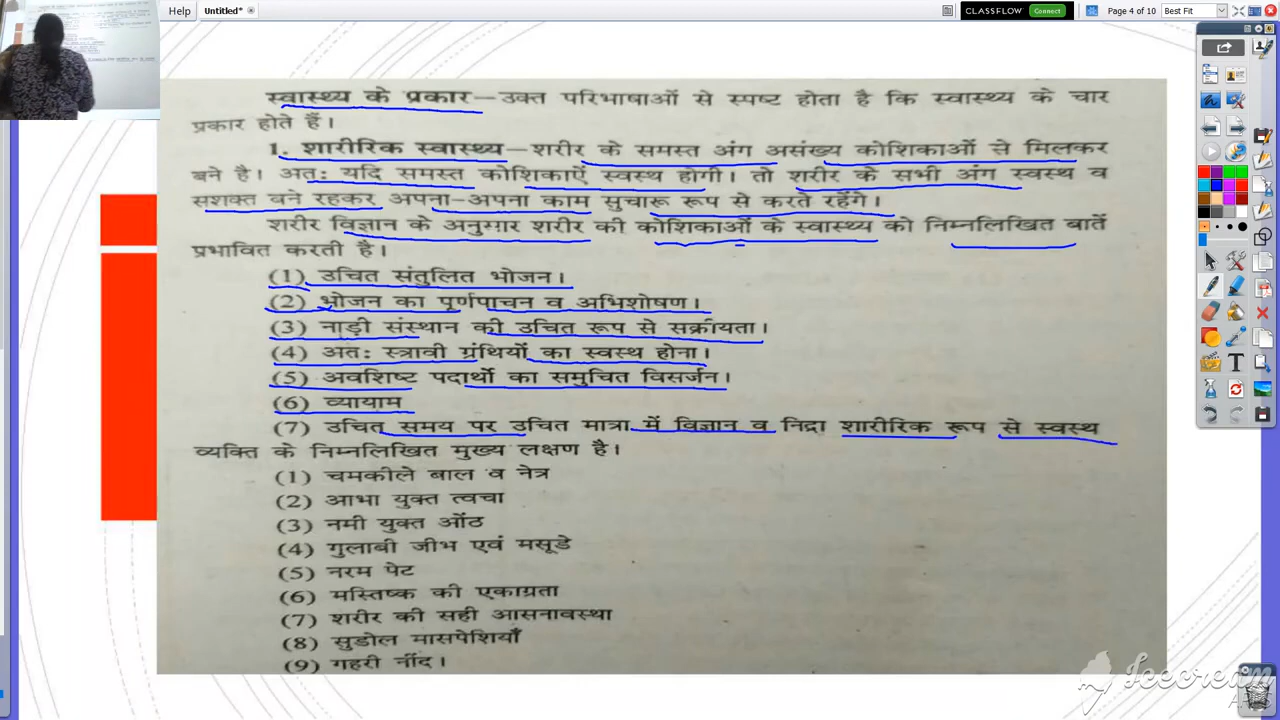 Help Untitled* CLASSFLOW Connect Page 4 of 10 Best Fit
स्वास्थ्य के प्रकार—उक्त परिभाषाओं से स्पष्ट होता है कि स्वास्थ्य के चार
प्रकार होते हैं।
1. शारीरिक स्वास्थ्य—शरीर के समस्त अंग असंख्य कोशिकाओं से मिलकर
बने है। अतः यदि समस्त कोशिकाऐं स्वस्थ होगी। तो शरीर के सभी अंग स्वस्थ व
सशक्त बने रहकर अपना-अपना काम सुचारू रूप से करते रहेंगे।
शरीर विज्ञान के अनुसार शरीर की कोशिकाओं के स्वास्थ्य को निम्नलिखित बातें
प्रभावित करती है।
(1) उचित संतुलित भोजन।
(2) भोजन का पूर्णपाचन व अभिशोषण।
(3) नाड़ी संस्थान की उचित रूप से सक्रीयता।
(4) अतः स्त्रावी ग्रंथियों का स्वस्थ होना।
(5) अवशिष्ट पदार्थो का समुचित विसर्जन।
(6) व्यायाम
(7) उचित समय पर उचित मात्रा में विज्ञान व निद्रा शारीरिक रूप से स्वस्थ
व्यक्ति के निम्नलिखित मुख्य लक्षण है।
(1) चमकीले बाल व नेत्र
(2) आभा युक्त त्वचा
(3) नमी युक्त ओंठ
(4) गुलाबी जीभ एवं मसूडे
(5) नरम पेट
(6) मस्तिष्क की एकाग्रता
(7) शरीर की सही आसनावस्था
(8) सुडोल मासपेशियाँ
(9) गहरी नींद।
Icecream
APPS